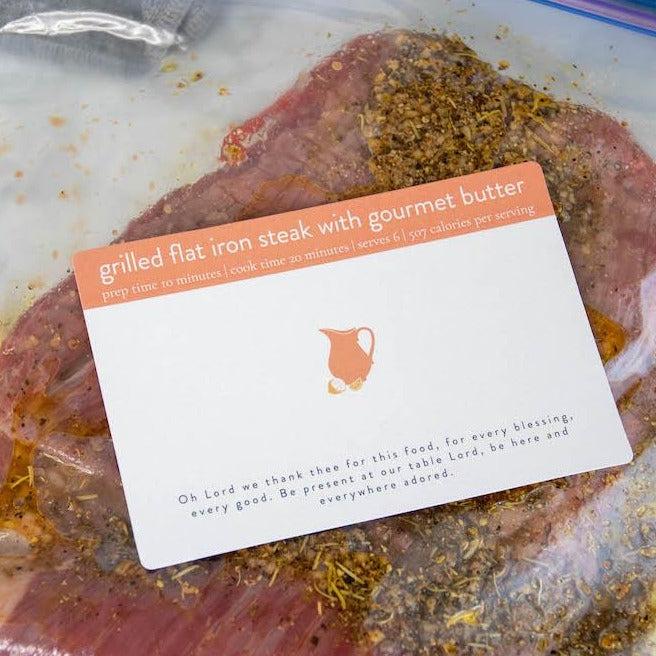 grilled flat iron steak with gourmet butter
prep time 10 minutes | cook time 20 minutes | serves 6 | 507 calories per serving
Oh Lord we thank thee for this food, for every blessing,
every good. Be present at our table Lord, be here and
everywhere adored.